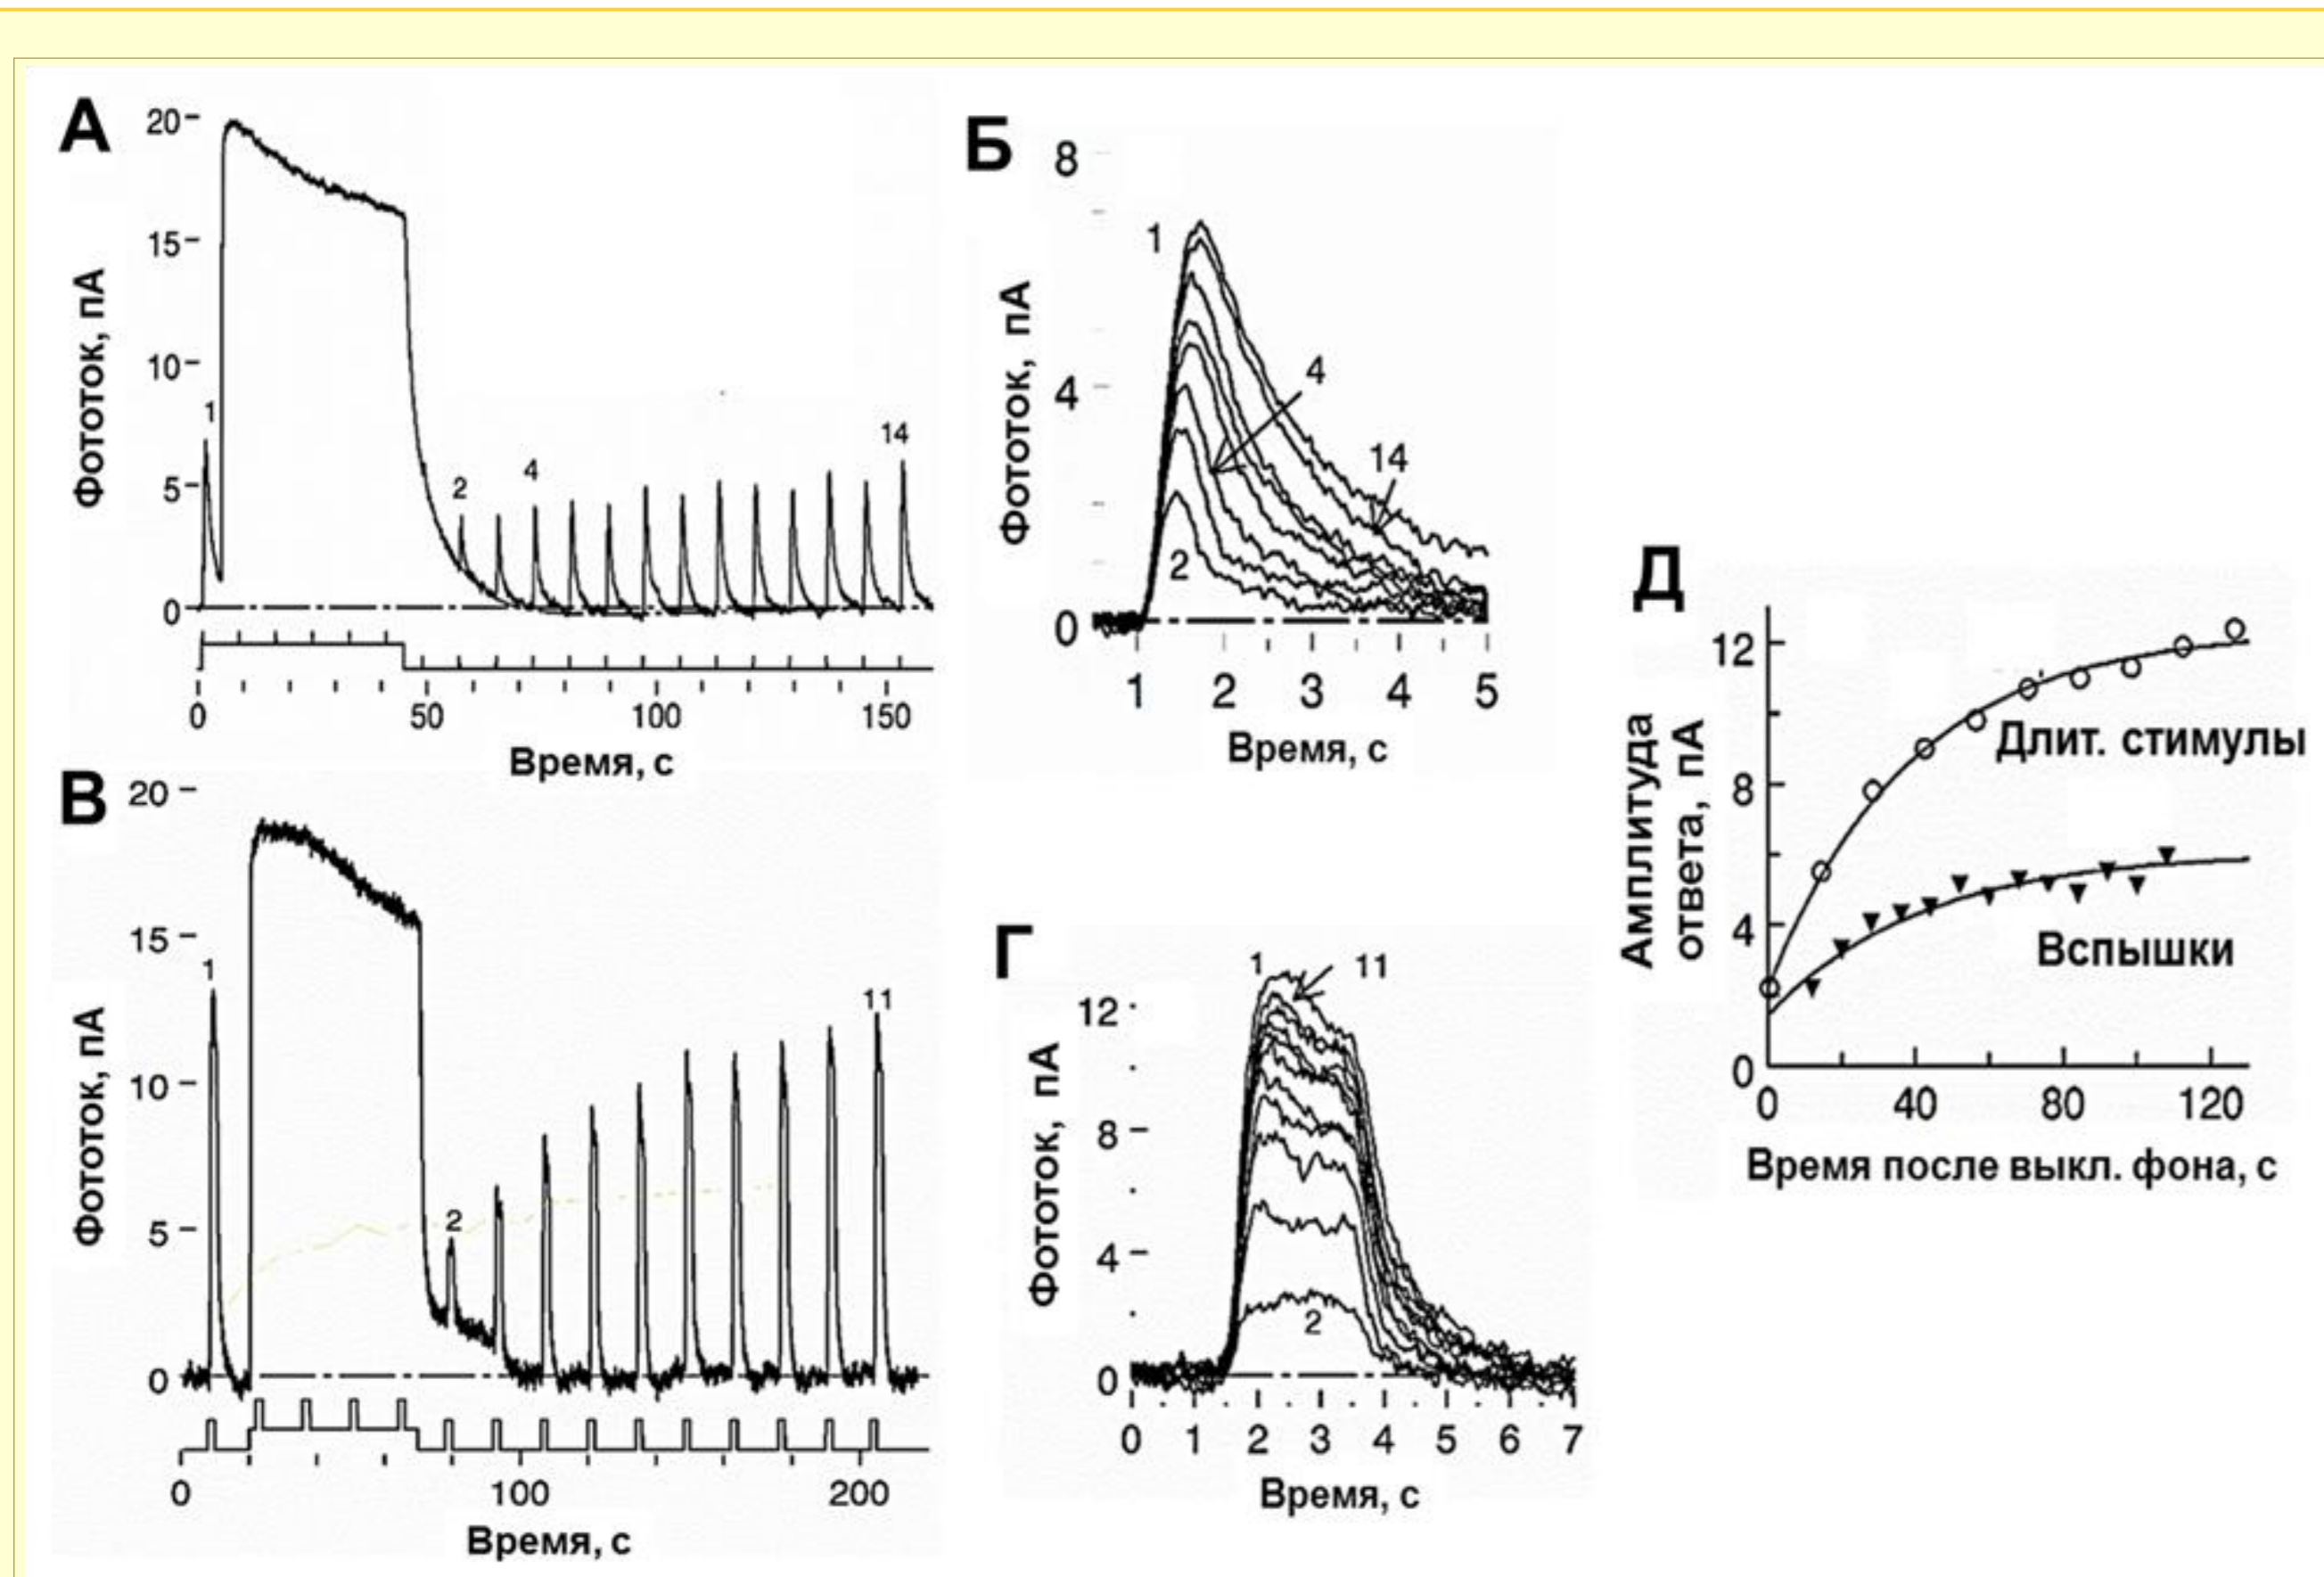 А
20
15
10
5
0
Фототок, пА
1
2
4
14
0 50 100 150
Время, с
Б
8
4
0
Фототок, пА
1
4
14
2
1 2 3 4 5
Время, с
В
20
15
10
5
0
Фототок, пА
1
2
11
0 100 200
Время, с
Г
12
8
4
0
Фототок, пА
1
11
2
0 1 2 3 4 5 6 7
Время, с
Д
12
8
4
0
Амплитуда
ответа, пА
Длит. стимулы
Вспышки
0 40 80 120
Время после выкл. фона, с